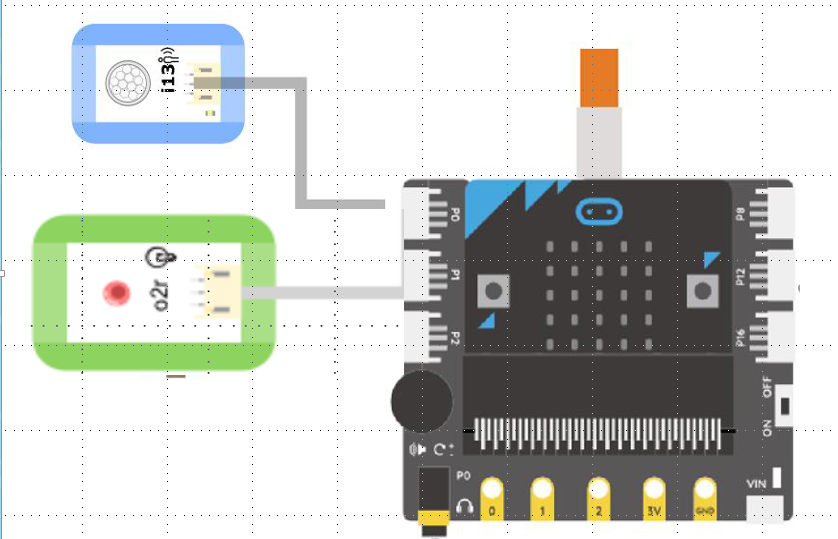 i13
o2r
P0
P1
P2
P8
P12
P16
OFF
ON
P0
VIN
0
1
2
3V
GND